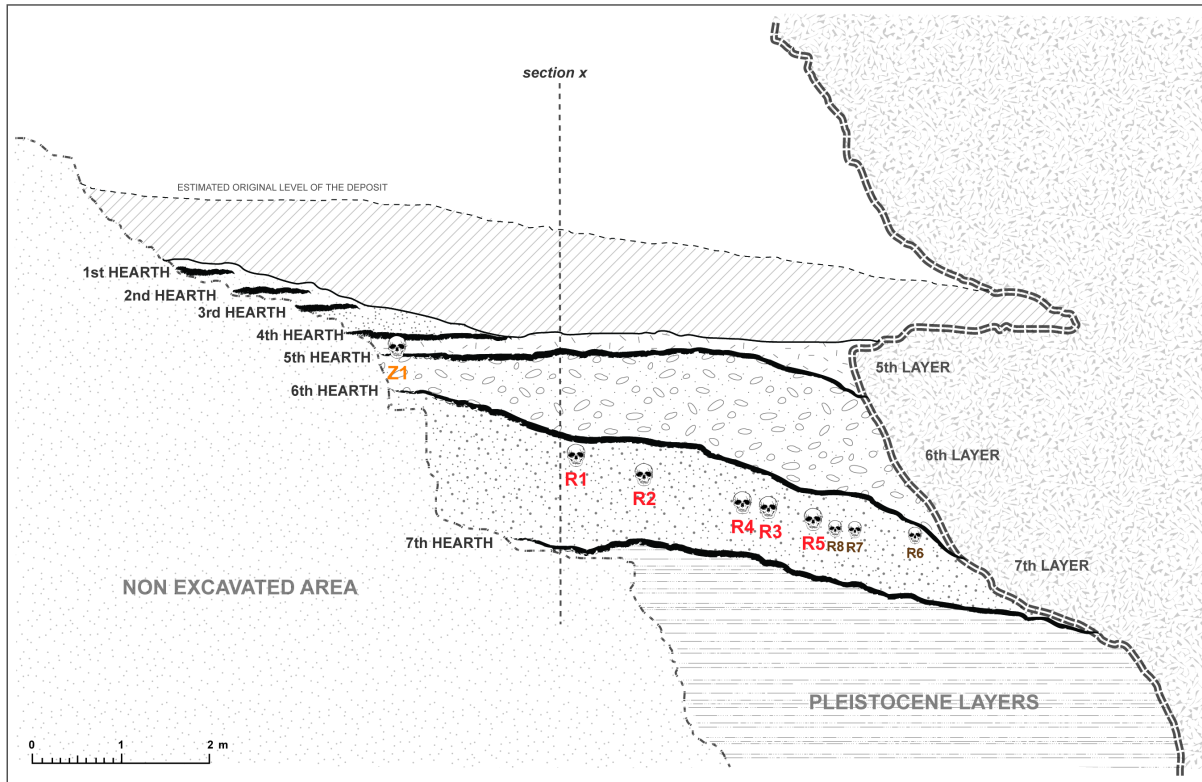 section x
ESTIMATED ORIGINAL LEVEL OF THE DEPOSIT
1st HEARTH
2nd HEARTH
3rd HEARTH
4th HEARTH
5th HEARTH
Z1
5th LAYER
6th HEARTH
6th LAYER
R1
R2
R4
R3
R5
R8
R7
R6
7th HEARTH
7th LAYER
NON EXCAVATED AREA
PLEISTOCENE LAYERS
0 1 2 m